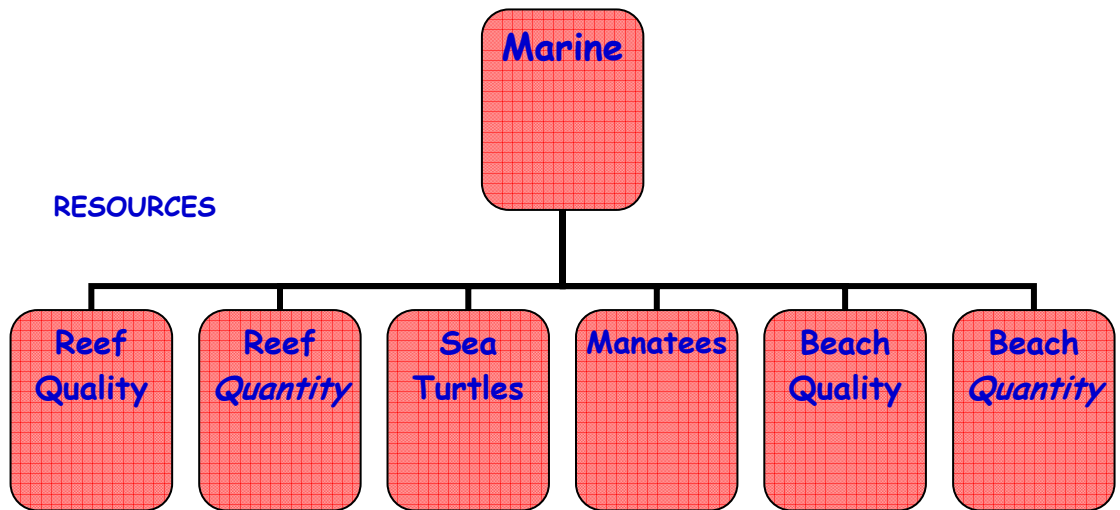 Marine
RESOURCES
Reef
Quality
Reef
Quantity
Sea
Turtles
Manatees
Beach
Quality
Beach
Quantity